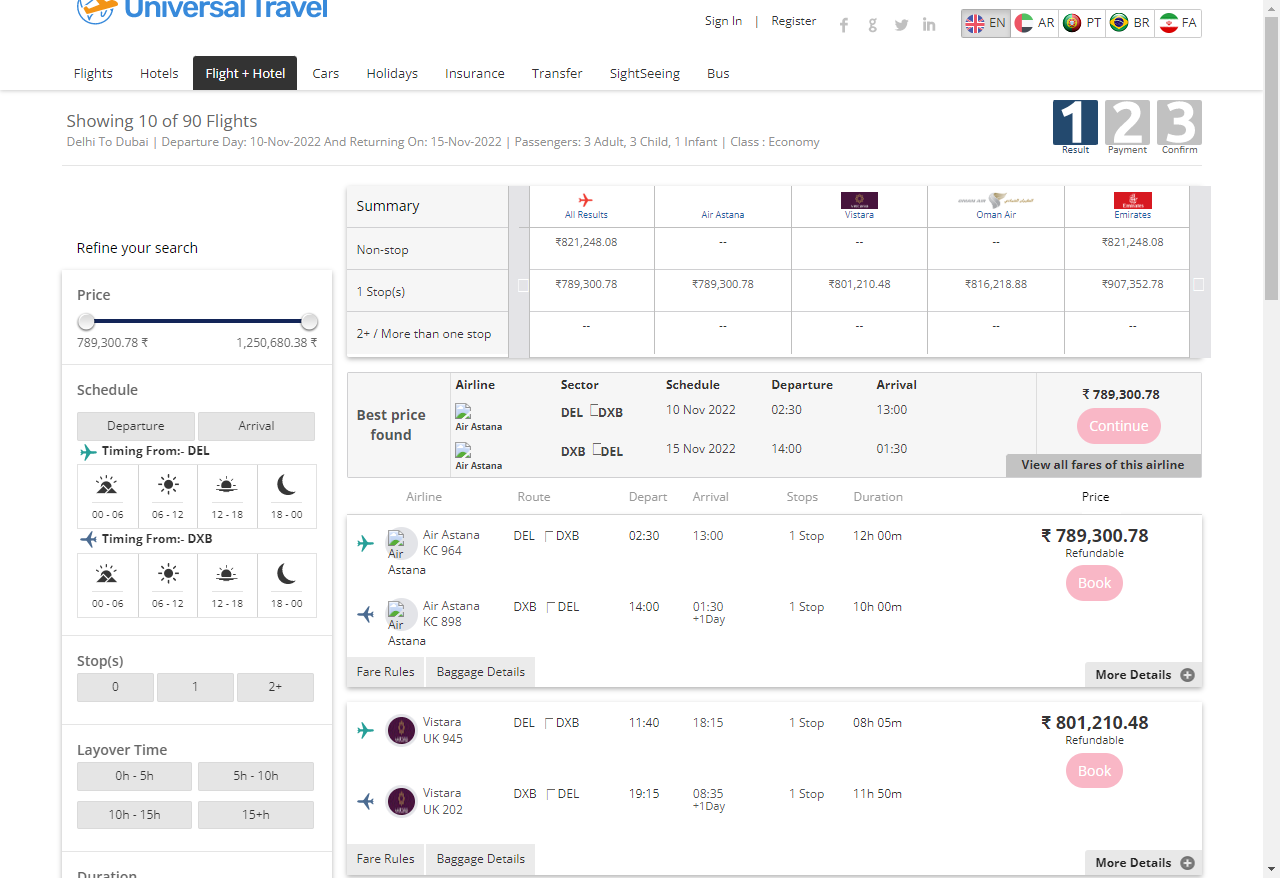 Universal Travel
Sign In | Register
EN AR PT BR FA
Flights Hotels Flight + Hotel Cars Holidays Insurance Transfer SightSeeing Bus
Showing 10 of 90 Flights
Delhi To Dubai | Departure Day: 10-Nov-2022 And Returning On: 15-Nov-2022 | Passengers: 3 Adult, 3 Child, 1 Infant | Class : Economy
1 2 3
Result Payment Confirm
Refine your search
Price
789,300.78 ₹ 1,250,680.38 ₹
Schedule
Departure Arrival
Timing From:- DEL
00 - 06 06 - 12 12 - 18 18 - 00
Timing From:- DXB
00 - 06 06 - 12 12 - 18 18 - 00
Stop(s)
0 1 2+
Layover Time
0h - 5h 5h - 10h
10h - 15h 15+h
Duration
Summary All Results Air Astana Vistara Oman Air Emirates
Non-stop ₹821,248.08 -- -- -- ₹821,248.08
1 Stop(s) ₹789,300.78 ₹789,300.78 ₹801,210.48 ₹816,218.88 ₹907,352.78
2+ / More than one stop -- -- -- -- --
Best price found
Airline Sector Schedule Departure Arrival
Air Astana DEL DXB 10 Nov 2022 02:30 13:00
Air Astana DXB DEL 15 Nov 2022 14:00 01:30
₹ 789,300.78
Continue
View all fares of this airline
Airline Route Depart Arrival Stops Duration Price
Air Astana Air Astana KC 964 DEL DXB 02:30 13:00 1 Stop 12h 00m
₹ 789,300.78
Refundable
Book
Air Astana Air Astana KC 898 DXB DEL 14:00 01:30 +1Day 1 Stop 10h 00m
Fare Rules Baggage Details More Details
Vistara UK 945 DEL DXB 11:40 18:15 1 Stop 08h 05m
₹ 801,210.48
Refundable
Book
Vistara UK 202 DXB DEL 19:15 08:35 +1Day 1 Stop 11h 50m
Fare Rules Baggage Details More Details